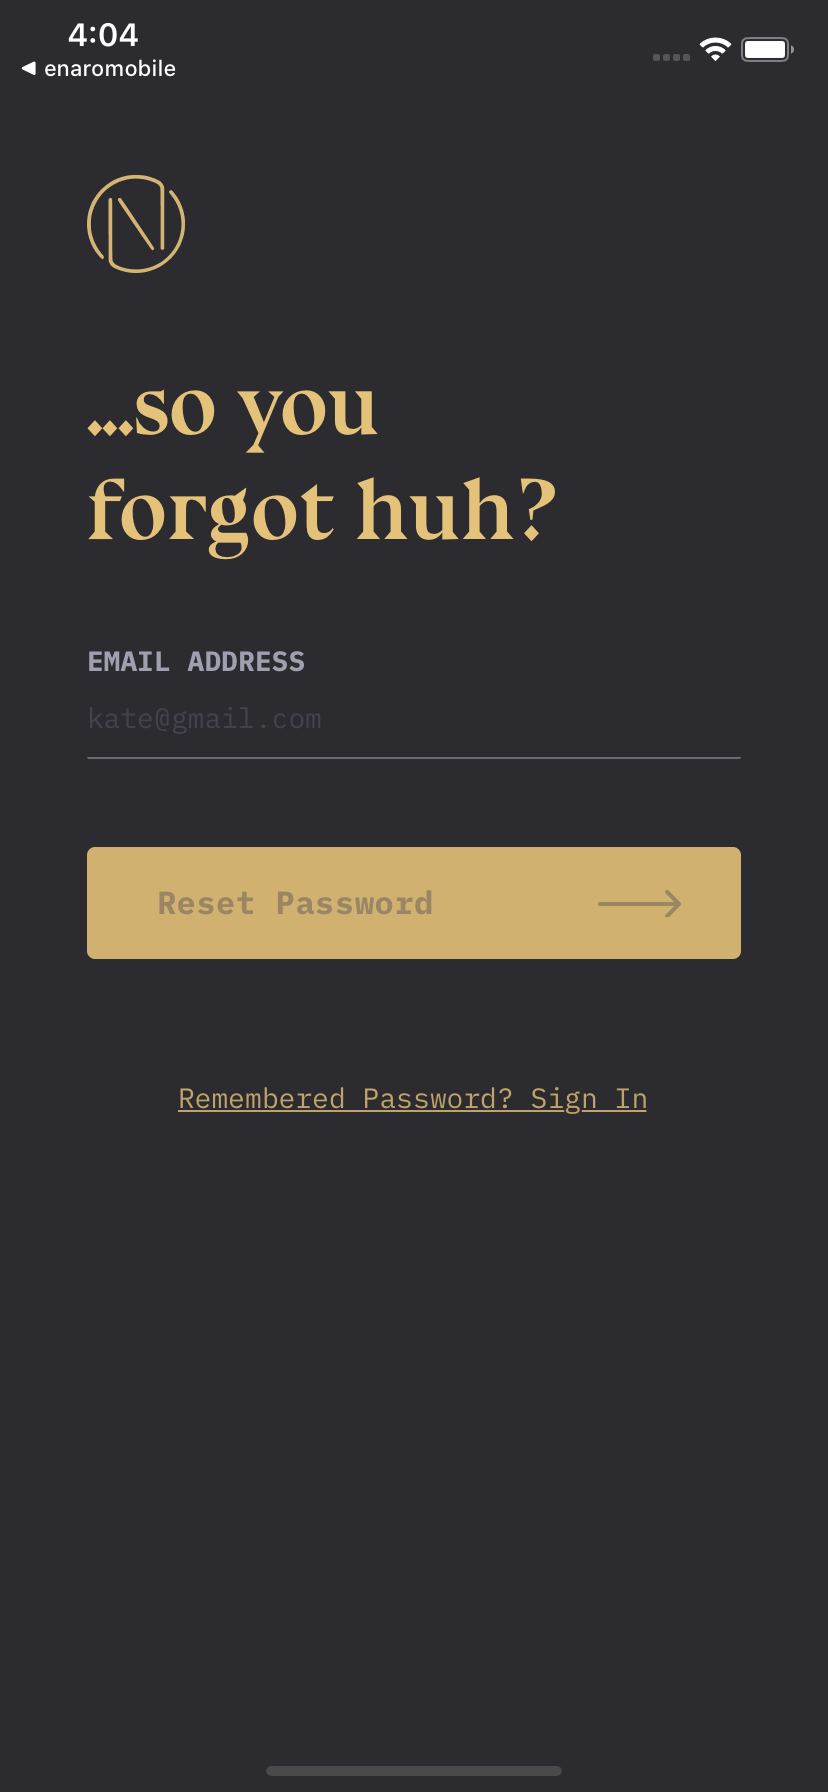 4:04
◀ enaromobile
N
...so you
forgot huh?
EMAIL ADDRESS
kate@gmail.com
Reset Password
Remembered Password? Sign In